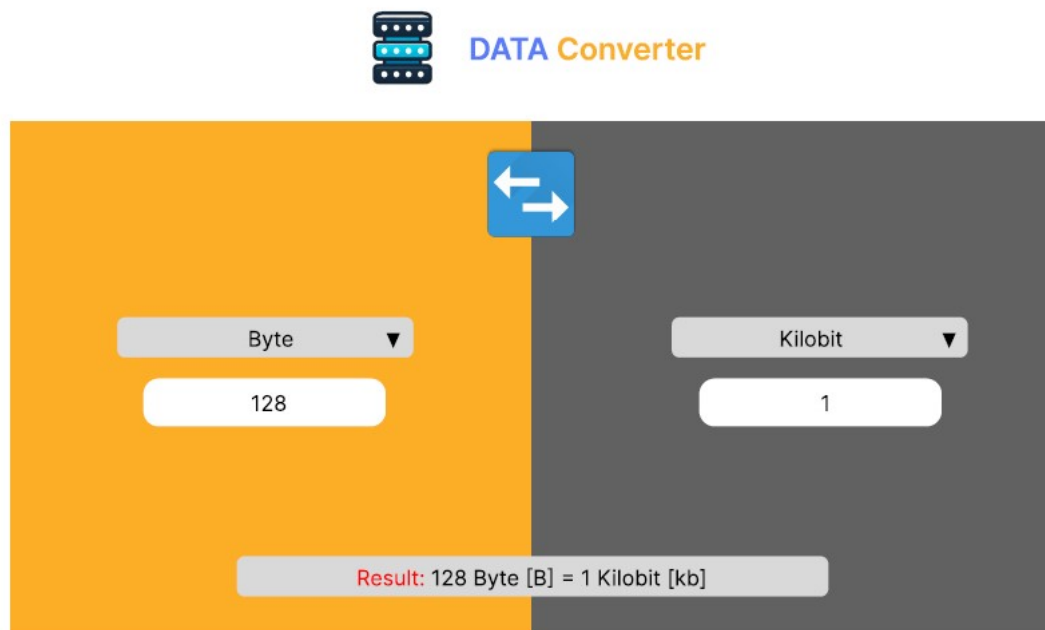 DATA Converter
Byte ▼
Kilobit ▼
128
1
Result: 128 Byte [B] = 1 Kilobit [kb]